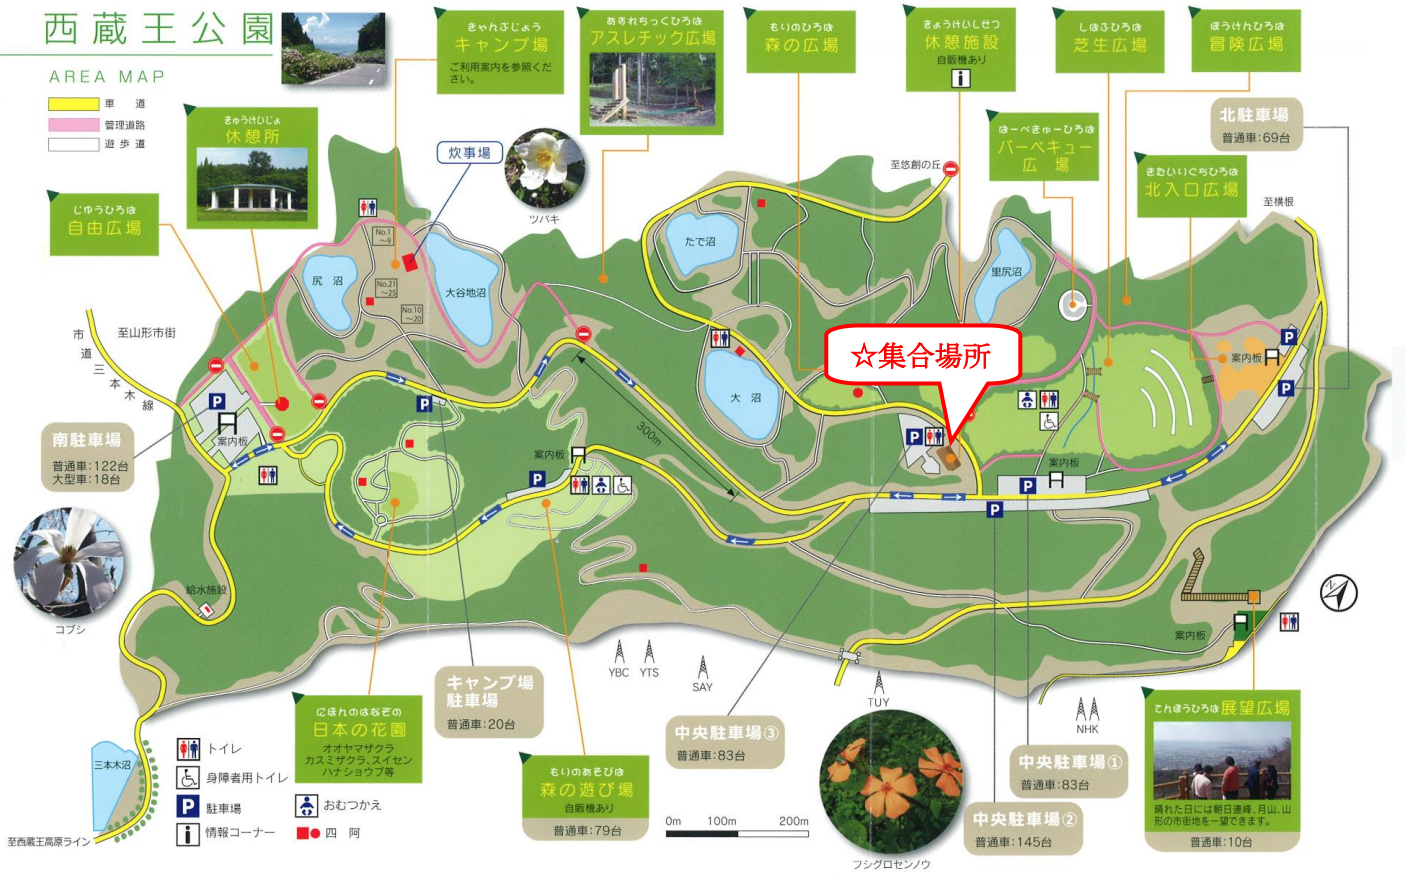 西蔵王公園
AREA MAP
車　道
管理道路
遊歩道
きゅうけいじょ
休憩所
じゆうひろば
自由広場
きゃんぷじょう
キャンプ場
ご利用案内を参照くだ
さい。
炊事場
あすれちっくひろば
アスレチック広場
ツバキ
もりのひろば
森の広場
きゅうけいしせつ
休憩施設
自販機あり
しばふひろば
芝生広場
ぼうけんひろば
冒険広場
ばーべきゅーひろば
バーベキュー
広場
北駐車場
普通車:69台
きたいりぐちひろば
北入口広場
至悠創の丘
至横根
No.1
～9
No.21
～25
No.10
～20
尻沼
大谷地沼
たで沼
里尻沼
大沼
☆集合場所
案内板
至山形市街
市道三本木線
案内板
南駐車場
普通車:122台
大型車:18台
300m
案内板
案内板
コブシ
給水施設
案内板
YBC
YTS
SAY
TUY
NHK
にほんのはなぞの
日本の花園
オオヤマザクラ
カスミザクラ、スイセン
ハナショウブ等
キャンプ場
駐車場
普通車:20台
もりのあそびば
森の遊び場
自販機あり
普通車:79台
中央駐車場③
普通車:83台
中央駐車場①
普通車:83台
中央駐車場②
普通車:145台
てんぼうひろば
展望広場
晴れた日には朝日連峰、月山、山
形の市街地を一望できます。
普通車:10台
三本木沼
至西蔵王高原ライン
トイレ
身障者用トイレ
P
駐車場
情報コーナー
おむつかえ
四阿
0m
100m
200m
フシグロセンノウ